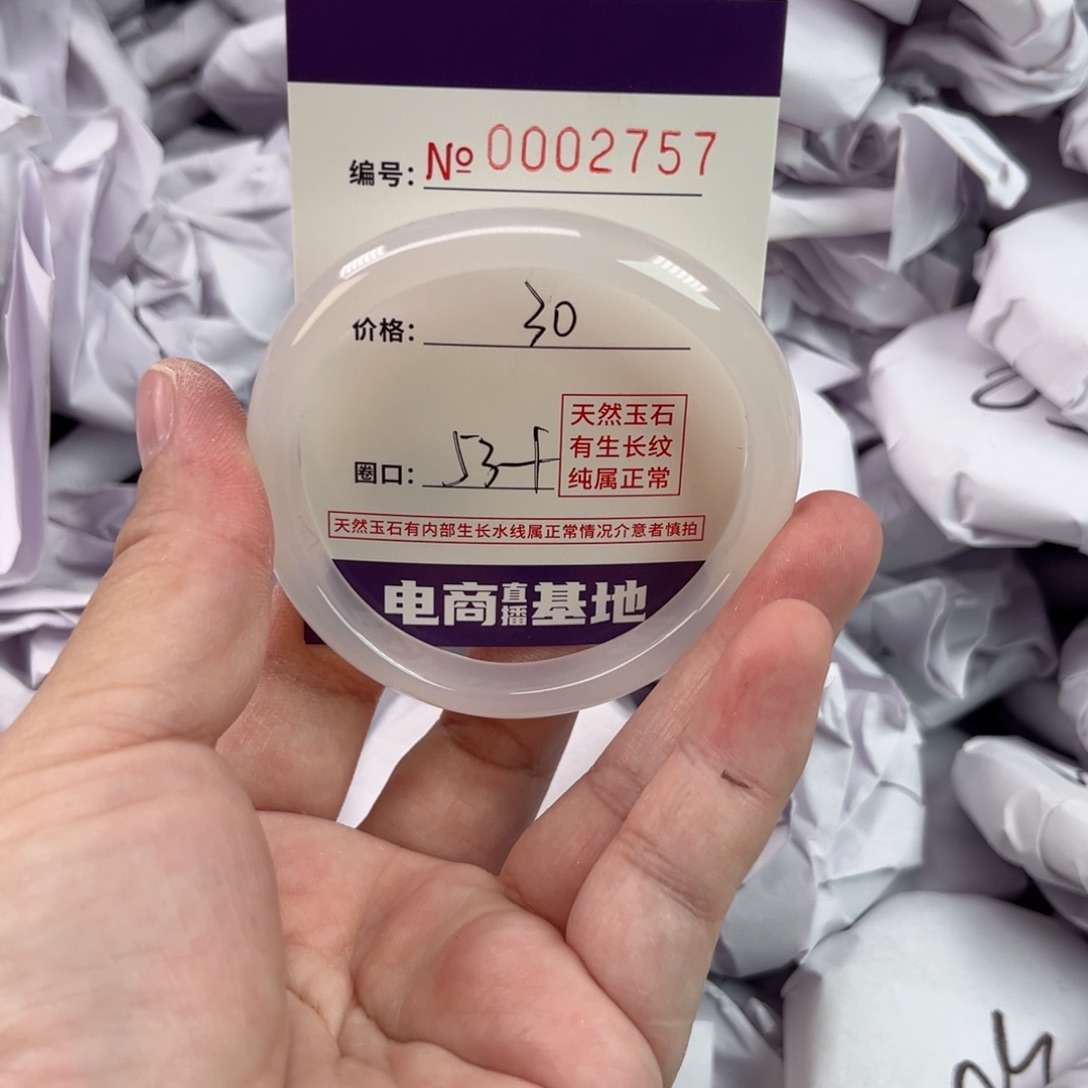 编号: № 0002757
价格: 30
圈口: 53-
天然玉石
有生长纹
纯属正常
天然玉石有内部生长水线属正常情况介意者慎拍
电商直播基地